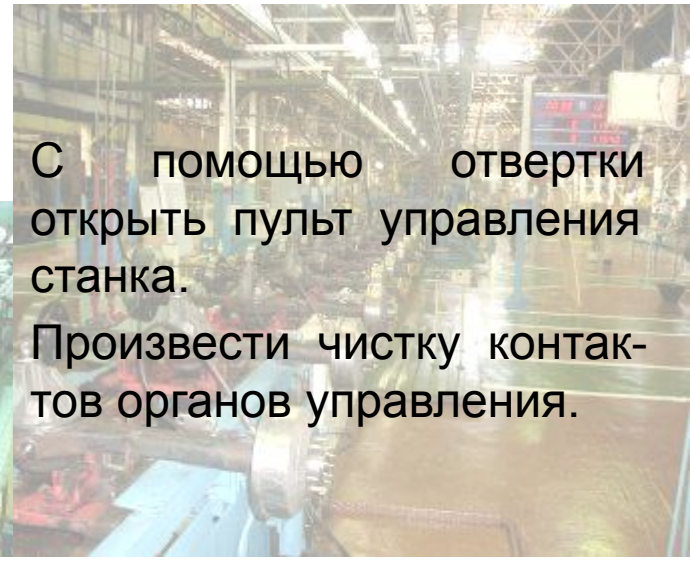 С помощью отвертки
открыть пульт управления
станка.
Произвести чистку контак-
тов органов управления.